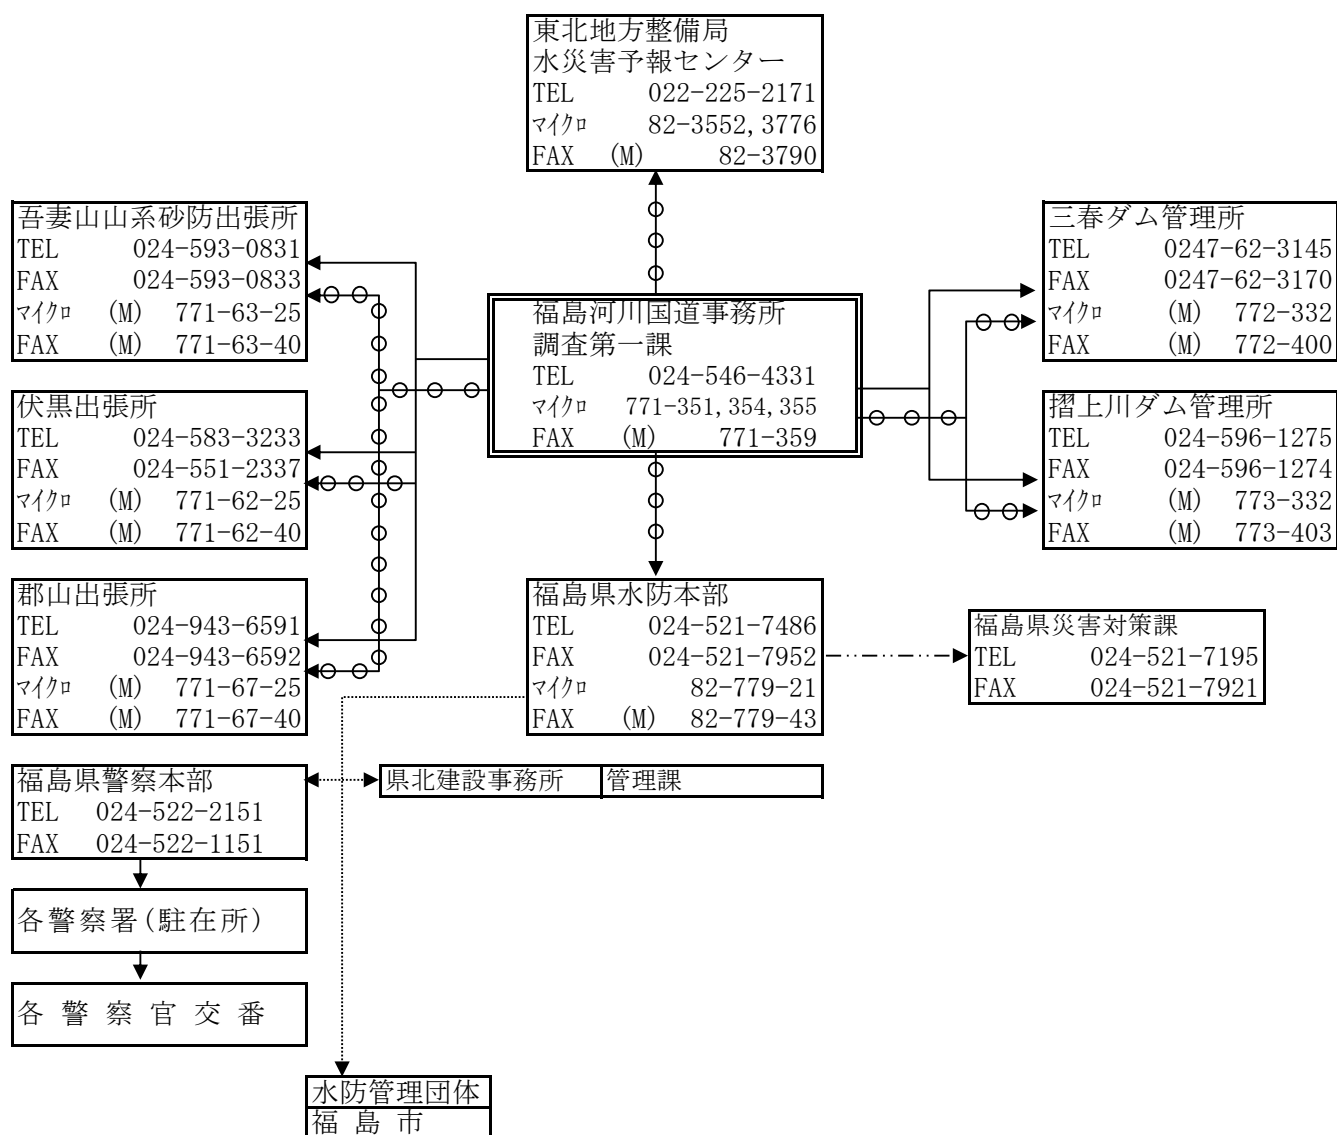 東北地方整備局
水災害予報センター
TEL 022-225-2171
ﾏｲｸﾛ 82-3552,3776
FAX (M) 82-3790
吾妻山山系砂防出張所
TEL 024-593-0831
FAX 024-593-0833
ﾏｲｸﾛ (M) 771-63-25
FAX (M) 771-63-40
三春ダム管理所
TEL 0247-62-3145
FAX 0247-62-3170
ﾏｲｸﾛ (M) 772-332
FAX (M) 772-400
福島河川国道事務所
調査第一課
TEL 024-546-4331
ﾏｲｸﾛ 771-351,354,355
FAX (M) 771-359
伏黒出張所
TEL 024-583-3233
FAX 024-551-2337
ﾏｲｸﾛ (M) 771-62-25
FAX (M) 771-62-40
摺上川ダム管理所
TEL 024-596-1275
FAX 024-596-1274
ﾏｲｸﾛ (M) 773-332
FAX (M) 773-403
郡山出張所
TEL 024-943-6591
FAX 024-943-6592
ﾏｲｸﾛ (M) 771-67-25
FAX (M) 771-67-40
福島県水防本部
TEL 024-521-7486
FAX 024-521-7952
ﾏｲｸﾛ 82-779-21
FAX (M) 82-779-43
福島県災害対策課
TEL 024-521-7195
FAX 024-521-7921
福島県警察本部
TEL 024-522-2151
FAX 024-522-1151
県北建設事務所 管理課
各警察署(駐在所)
各警察官交番
水防管理団体
福島市